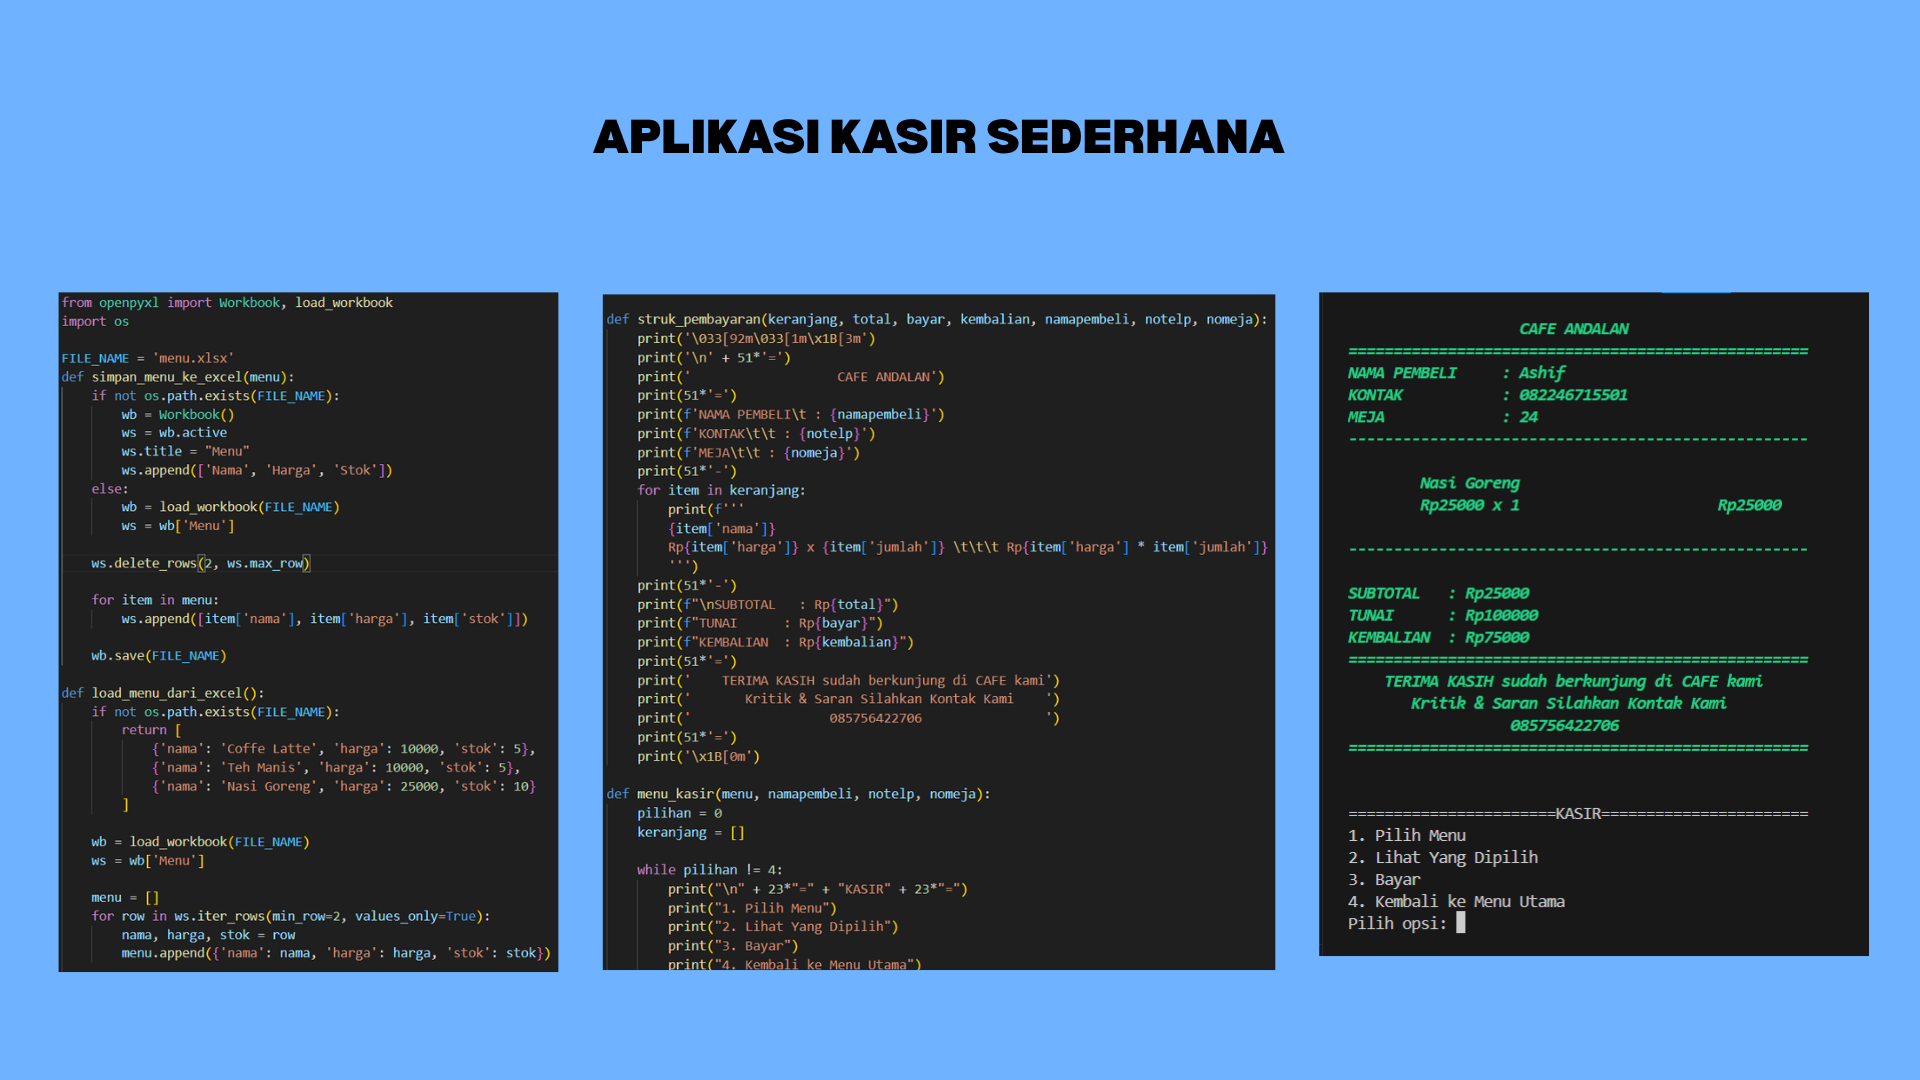 APLIKASI KASIR SEDERHANA
from openpyxl import Workbook, load_workbook
import os
FILE_NAME = 'menu.xlsx'
def simpan_menu_ke_excel(menu):
    if not os.path.exists(FILE_NAME):
        wb = Workbook()
        ws = wb.active
        ws.title = "Menu"
        ws.append(['Nama', 'Harga', 'Stok'])
    else:
        wb = load_workbook(FILE_NAME)
        ws = wb['Menu']
    ws.delete_rows(2, ws.max_row)
    for item in menu:
        ws.append([item['nama'], item['harga'], item['stok']])
    wb.save(FILE_NAME)
def load_menu_dari_excel():
    if not os.path.exists(FILE_NAME):
        return [
            {'nama': 'Coffe Latte', 'harga': 10000, 'stok': 5},
            {'nama': 'Teh Manis', 'harga': 10000, 'stok': 5},
            {'nama': 'Nasi Goreng', 'harga': 25000, 'stok': 10}
        ]
    wb = load_workbook(FILE_NAME)
    ws = wb['Menu']
    menu = []
    for row in ws.iter_rows(min_row=2, values_only=True):
        nama, harga, stok = row
        menu.append({'nama': nama, 'harga': harga, 'stok': stok})
def struk_pembayaran(keranjang, total, bayar, kembalian, namapembeli, notelp, nomeja):
    print('\033[92m\033[1m\x1B[3m')
    print('\n' + 51*'=')
    print('                   CAFE ANDALAN')
    print(51*'=')
    print(f'NAMA PEMBELI\t : {namapembeli}')
    print(f'KONTAK\t\t : {notelp}')
    print(f'MEJA\t\t : {nomeja}')
    print(51*'-')
    for item in keranjang:
        print(f'''
        {item['nama']}
        Rp{item['harga']} x {item['jumlah']} \t\t\t Rp{item['harga'] * item['jumlah']}
        ''')
    print(51*'-')
    print(f"\nSUBTOTAL   : Rp{total}")
    print(f"TUNAI      : Rp{bayar}")
    print(f"KEMBALIAN  : Rp{kembalian}")
    print(51*'=')
    print('    TERIMA KASIH sudah berkunjung di CAFE kami')
    print('       Kritik & Saran Silahkan Kontak Kami    ')
    print('                  085756422706                ')
    print(51*'=')
    print('\x1B[0m')
def menu_kasir(menu, namapembeli, notelp, nomeja):
    pilihan = 0
    keranjang = []
    while pilihan != 4:
        print("\n" + 23*"=" + "KASIR" + 23*"=")
        print("1. Pilih Menu")
        print("2. Lihat Yang Dipilih")
        print("3. Bayar")
        print("4. Kembali ke Menu Utama")
CAFE ANDALAN
===================================================
NAMA PEMBELI     : Ashif
KONTAK           : 082246715501
MEJA             : 24
---------------------------------------------------
Nasi Goreng
Rp25000 x 1                      Rp25000
---------------------------------------------------
SUBTOTAL   : Rp25000
TUNAI      : Rp100000
KEMBALIAN  : Rp75000
===================================================
TERIMA KASIH sudah berkunjung di CAFE kami
Kritik & Saran Silahkan Kontak Kami
085756422706
===================================================
=======================KASIR=======================
1. Pilih Menu
2. Lihat Yang Dipilih
3. Bayar
4. Kembali ke Menu Utama
Pilih opsi: